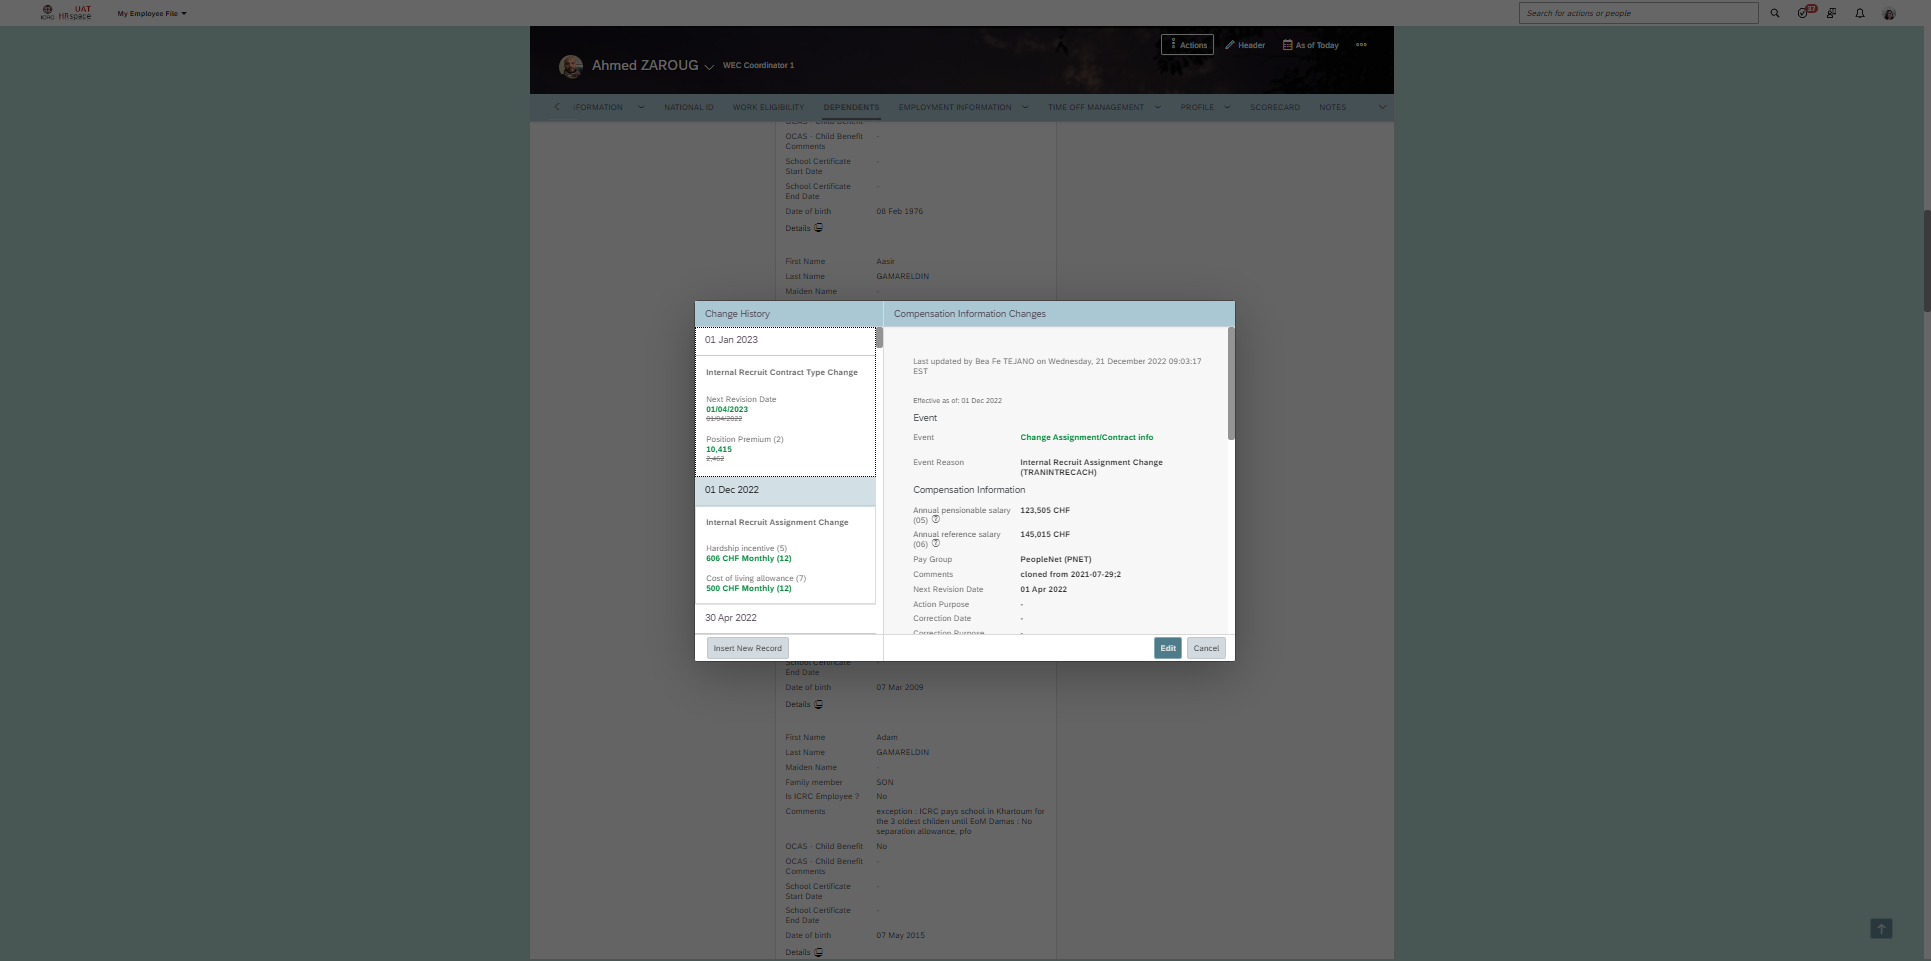 ICRC
UAT
HRspace
My Employee File
Search for actions or people
37
Ahmed ZAROUG
WEC Coordinator 1
Actions
Header
As of Today
FORMATION
NATIONAL ID
WORK ELIGIBILITY
DEPENDENTS
EMPLOYMENT INFORMATION
TIME OFF MANAGEMENT
PROFILE
SCORECARD
NOTES
OCAS - Child Benefit
OCAS - Child Benefit -
Comments
School Certificate -
Start Date
School Certificate -
End Date
Date of birth 08 Feb 1976
Details
First Name Aasir
Last Name GAMARELDIN
Maiden Name -
Change History
01 Jan 2023
Internal Recruit Contract Type Change
Next Revision Date
01/04/2023
01/04/2022
Position Premium (2)
10,415
2,462
01 Dec 2022
Internal Recruit Assignment Change
Hardship incentive (5)
606 CHF Monthly (12)
Cost of living allowance (7)
500 CHF Monthly (12)
30 Apr 2022
Insert New Record
Compensation Information Changes
Last updated by Bea Fe TEJANO on Wednesday, 21 December 2022 09:03:17
EST
Effective as of: 01 Dec 2022
Event
Event Change Assignment/Contract info
Event Reason Internal Recruit Assignment Change
(TRANINTRECACH)
Compensation Information
Annual pensionable salary 123,505 CHF
(05)
Annual reference salary 145,015 CHF
(06)
Pay Group PeopleNet (PNET)
Comments cloned from 2021-07-29;2
Next Revision Date 01 Apr 2022
Action Purpose -
Correction Date -
Correction Purpose -
Edit
Cancel
School Certificate
End Date
Date of birth 07 Mar 2009
Details
First Name Adam
Last Name GAMARELDIN
Maiden Name -
Family member SON
Is ICRC Employee ? No
Comments exception : ICRC pays school in Khartoum for
the 3 oldest childen until EoM Damas : No
separation allowance, pfo
OCAS - Child Benefit No
OCAS - Child Benefit -
Comments
School Certificate -
Start Date
School Certificate -
End Date
Date of birth 07 May 2015
Details